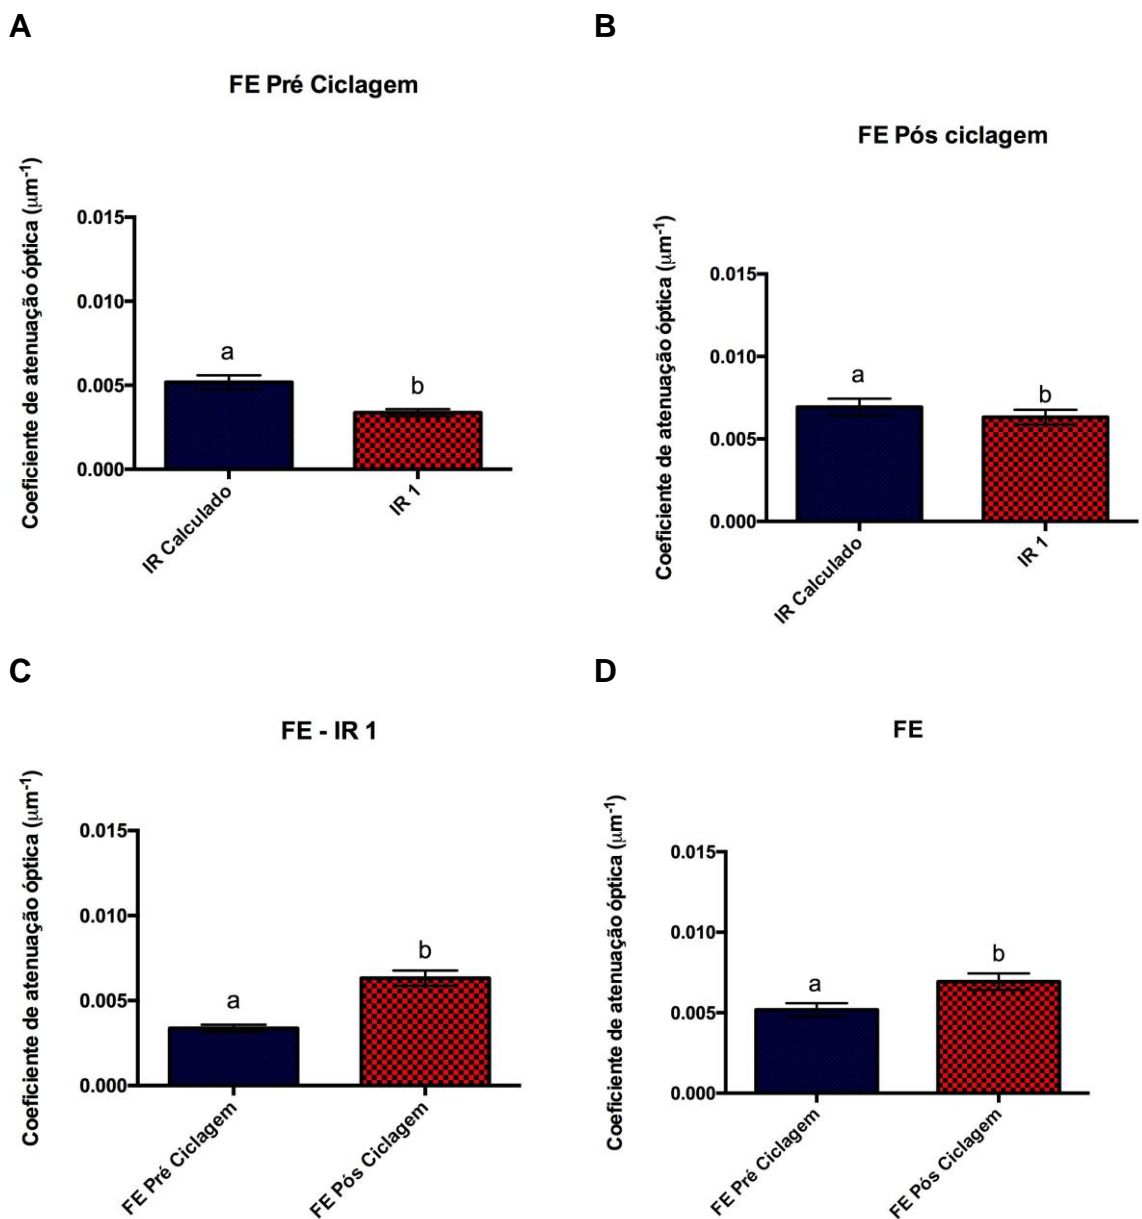 A
FE Pré Ciclagem
Coeficiente de atenuação óptica (μm⁻¹)
0.015
0.010
0.005
0.000
a
b
IR Calculado
IR 1
B
FE Pós ciclagem
Coeficiente de atenuação óptica (μm⁻¹)
0.015
0.010
0.005
0.000
a
b
IR Calculado
IR 1
C
FE - IR 1
Coeficiente de atenuação óptica (μm⁻¹)
0.015
0.010
0.005
0.000
a
b
FE Pré Ciclagem
FE Pós Ciclagem
D
FE
Coeficiente de atenuação óptica (μm⁻¹)
0.015
0.010
0.005
0.000
a
b
FE Pré Ciclagem
FE Pós Ciclagem